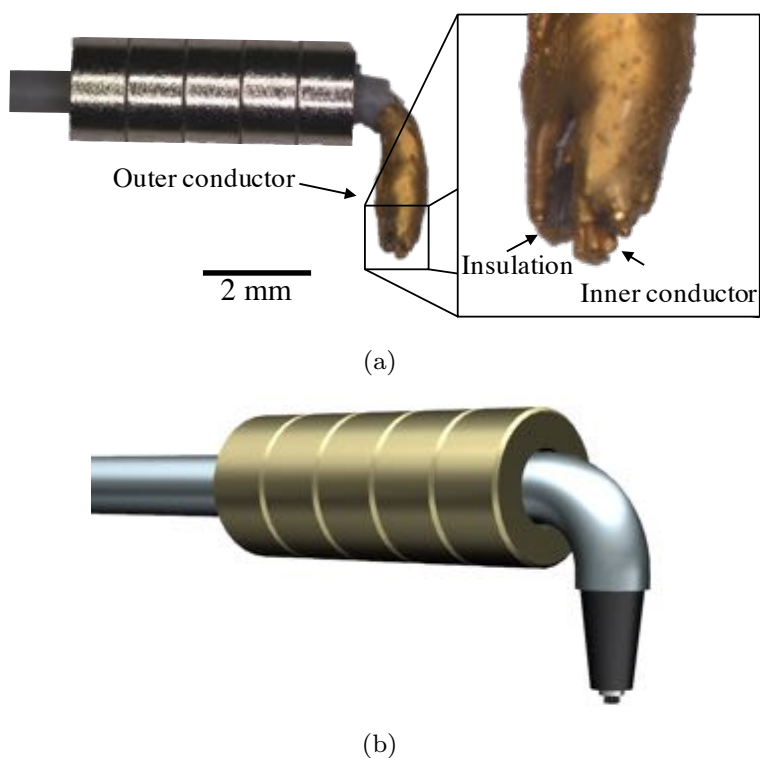 Outer conductor
Insulation
Inner conductor
2 mm
(a)
(b)